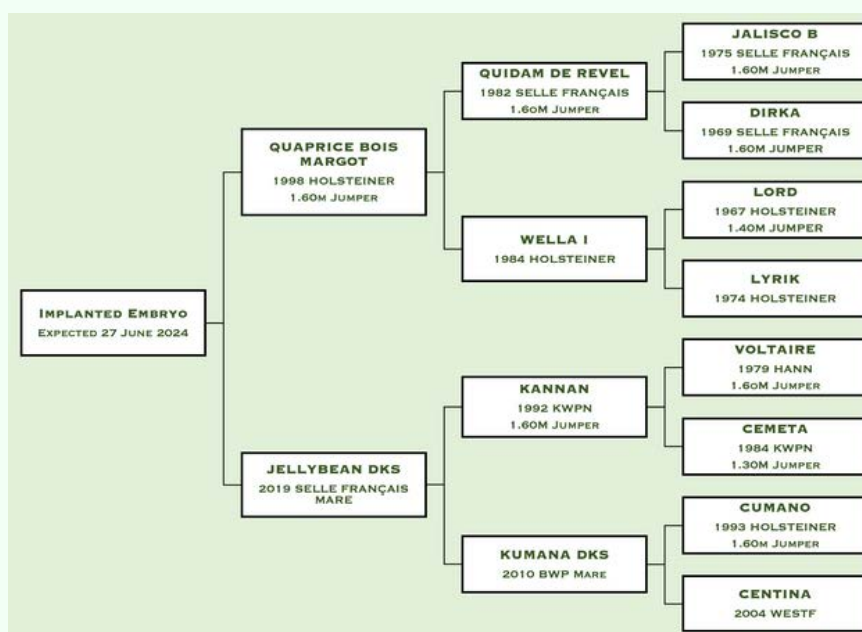 IMPLANTED EMBRYO
EXPECTED 27 JUNE 2024
QUAPRICE BOIS
MARGOT
1998 HOLSTEINER
1.60M JUMPER
JELLYBEAN DKS
2019 SELLE FRANÇAIS
MARE
QUIDAM DE REVEL
1982 SELLE FRANÇAIS
1.60M JUMPER
WELLA I
1984 HOLSTEINER
KANNAN
1992 KWPN
1.60M JUMPER
KUMANA DKS
2010 BWP MARE
JALISCO B
1975 SELLE FRANÇAIS
1.60M JUMPER
DIRKA
1969 SELLE FRANÇAIS
1.60M JUMPER
LORD
1967 HOLSTEINER
1.40M JUMPER
LYRIK
1974 HOLSTEINER
VOLTAIRE
1979 HANN
1.60M JUMPER
CEMETA
1984 KWPN
1.30M JUMPER
CUMANO
1993 HOLSTEINER
1.60M JUMPER
CENTINA
2004 WESTF